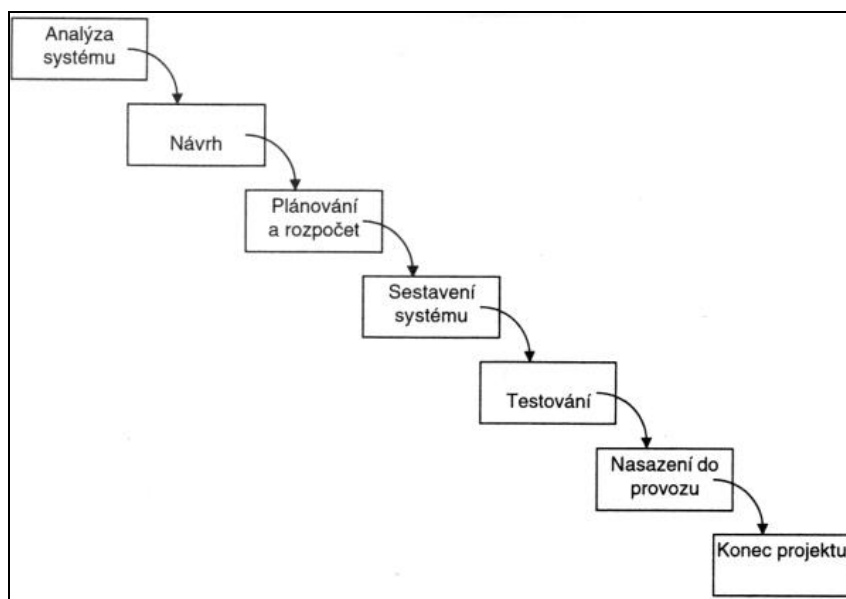 Analýza
systému
Návrh
Plánování
a rozpočet
Sestavení
systému
Testování
Nasazení do
provozu
Konec projektu